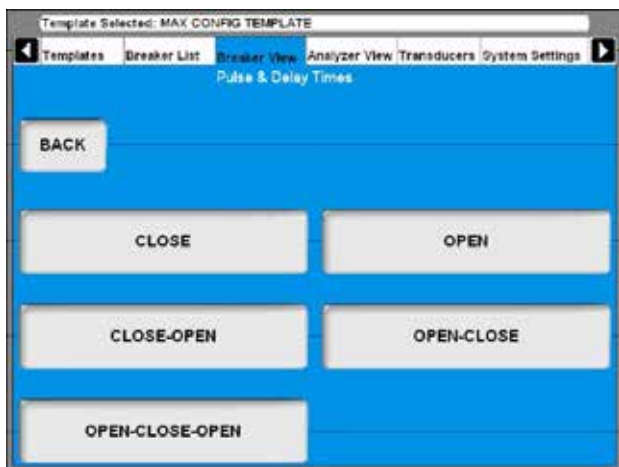 Template Selected: MAX CONFIG TEMPLATE
Templates Breaker List Breaker View Analyzer View Transducers System Settings
Pulse & Delay Times
BACK
CLOSE OPEN
CLOSE-OPEN OPEN-CLOSE
OPEN-CLOSE-OPEN